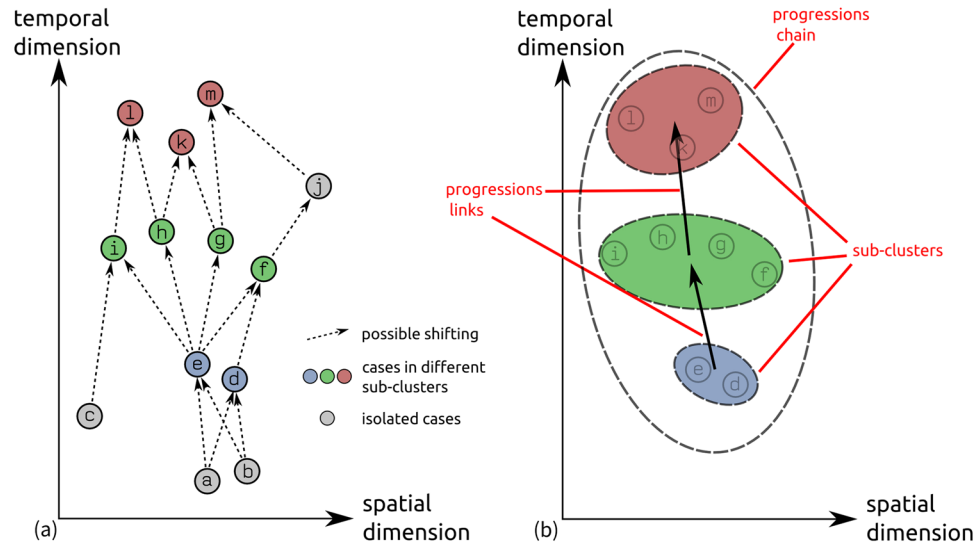 temporal
dimension
m
l
k
j
h
g
i
f
possible shifting
e
cases in different
sub-clusters
d
c
isolated cases
b
a
spatial
dimension
(a)
temporal
dimension
progressions
chain
m
l
k
progressions
links
h
g
i
f
sub-clusters
e
d
spatial
dimension
(b)